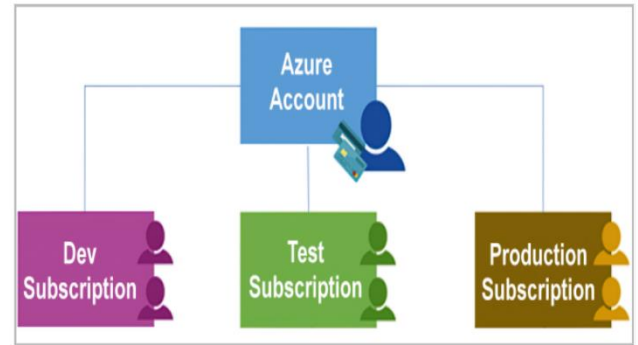 Azure
Account
Dev
Subscription
Test
Subscription
Production
Subscription